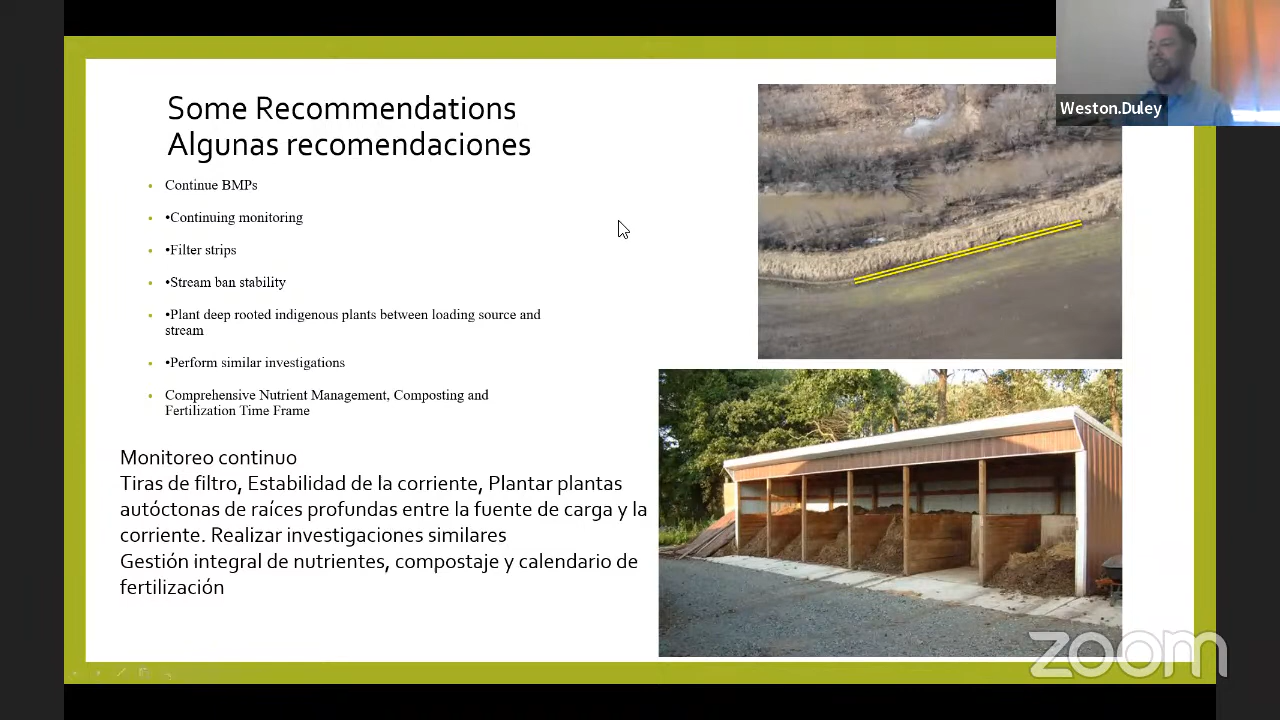 Some Recommendations
Algunas recomendaciones
• Continue BMPs
• •Continuing monitoring
• •Filter strips
• •Stream ban stability
• •Plant deep rooted indigenous plants between loading source and
stream
• •Perform similar investigations
• Comprehensive Nutrient Management, Composting and
Fertilization Time Frame
Monitoreo continuo
Tiras de filtro, Estabilidad de la corriente, Plantar plantas
autóctonas de raíces profundas entre la fuente de carga y la
corriente. Realizar investigaciones similares
Gestión integral de nutrientes, compostaje y calendario de
fertilización
Weston.Duley
zoom